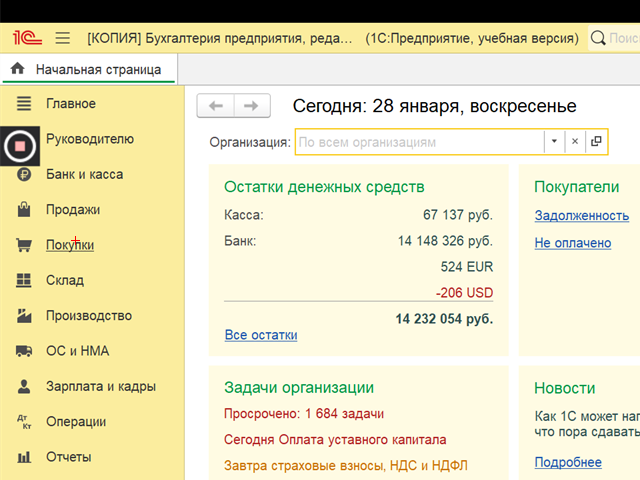 1С [КОПИЯ] Бухгалтерия предприятия, реда... (1С:Предприятие, учебная версия) Поис
Начальная страница
Главное
Руководителю
Банк и касса
Продажи
Покупки
Склад
Производство
ОС и НМА
Зарплата и кадры
Дт Кт Операции
Отчеты
Сегодня: 28 января, воскресенье
Организация: По всем организациям
Остатки денежных средств
Касса: 67 137 руб.
Банк: 14 148 326 руб.
524 EUR
-206 USD
14 232 054 руб.
Все остатки
Покупатели
Задолженность
Не оплачено
Задачи организации
Просрочено: 1 684 задачи
Сегодня Оплата уставного капитала
Завтра страховые взносы, НДС и НДФЛ
Новости
Как 1С может наг
что пора сдавать
Подробнее